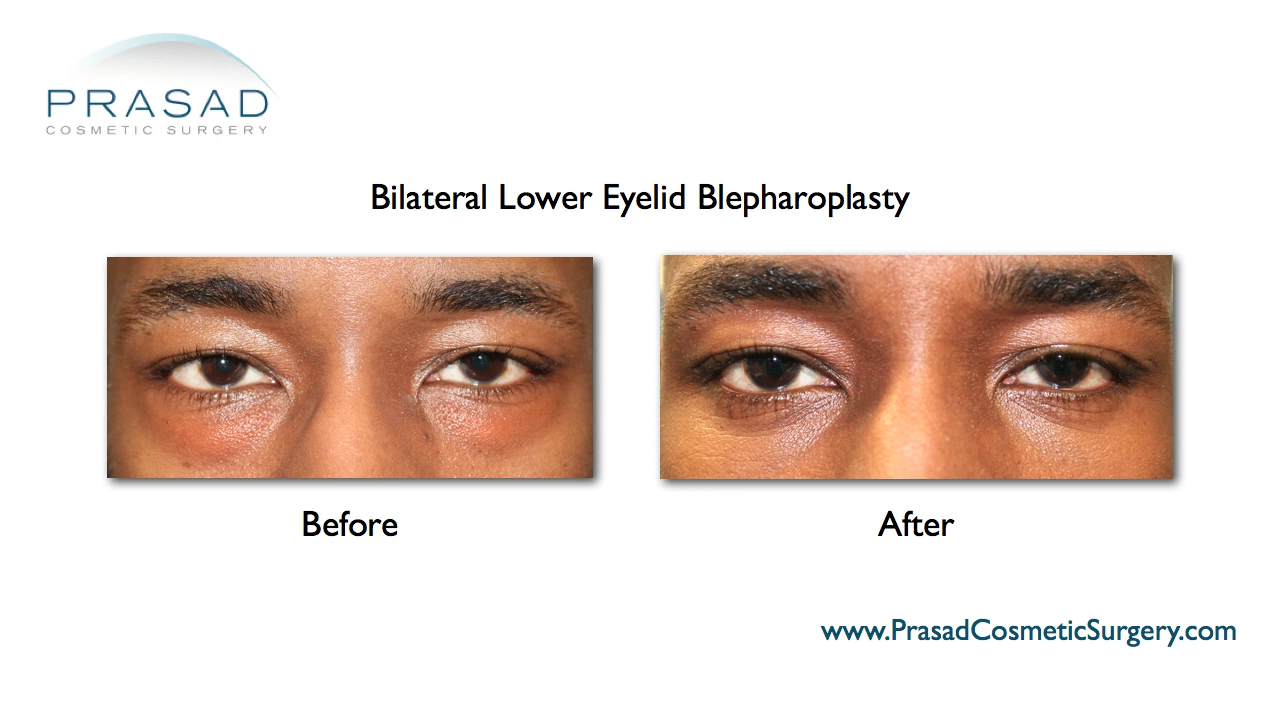 PRASAD
COSMETIC SURGERY
Bilateral Lower Eyelid Blepharoplasty
Before
After
www.PrasadCosmeticSurgery.com